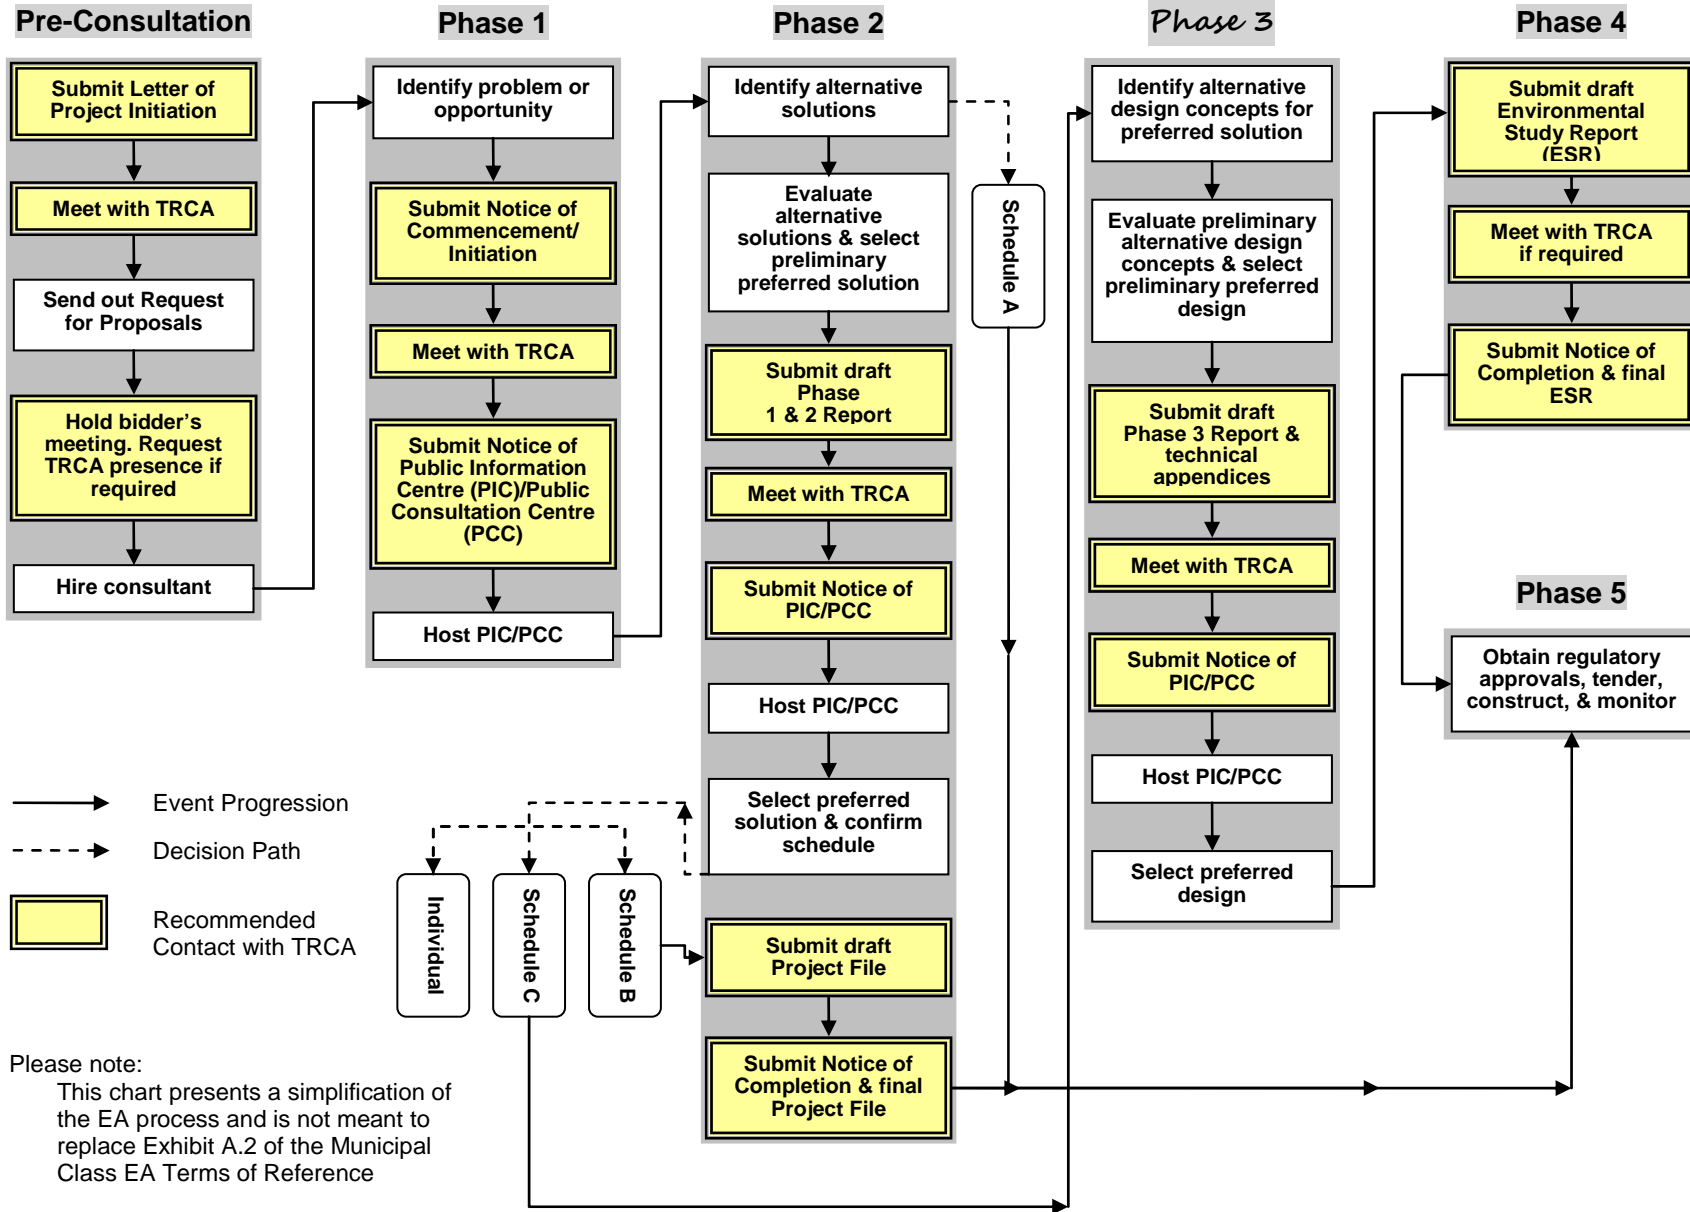 Pre-Consultation
Submit Letter of
Project Initiation
Meet with TRCA
Send out Request
for Proposals
Hold bidder's
meeting. Request
TRCA presence if
required
Hire consultant
Phase 1
Identify problem or
opportunity
Submit Notice of
Commencement/
Initiation
Meet with TRCA
Submit Notice of
Public Information
Centre (PIC)/Public
Consultation Centre
(PCC)
Host PIC/PCC
Phase 2
Identify alternative
solutions
Evaluate
alternative
solutions & select
preliminary
preferred solution
Schedule A
Submit draft
Phase
1 & 2 Report
Meet with TRCA
Submit Notice of
PIC/PCC
Host PIC/PCC
Select preferred
solution & confirm
schedule
Individual
Schedule C
Schedule B
Submit draft
Project File
Submit Notice of
Completion & final
Project File
Phase 3
Identify alternative
design concepts for
preferred solution
Evaluate preliminary
alternative design
concepts & select
preliminary preferred
design
Submit draft
Phase 3 Report &
technical
appendices
Meet with TRCA
Submit Notice of
PIC/PCC
Host PIC/PCC
Select preferred
design
Phase 4
Submit draft
Environmental
Study Report
(ESR)
Meet with TRCA
if required
Submit Notice of
Completion & final
ESR
Phase 5
Obtain regulatory
approvals, tender,
construct, & monitor
Event Progression
Decision Path
Recommended
Contact with TRCA
Please note:
This chart presents a simplification of
the EA process and is not meant to
replace Exhibit A.2 of the Municipal
Class EA Terms of Reference